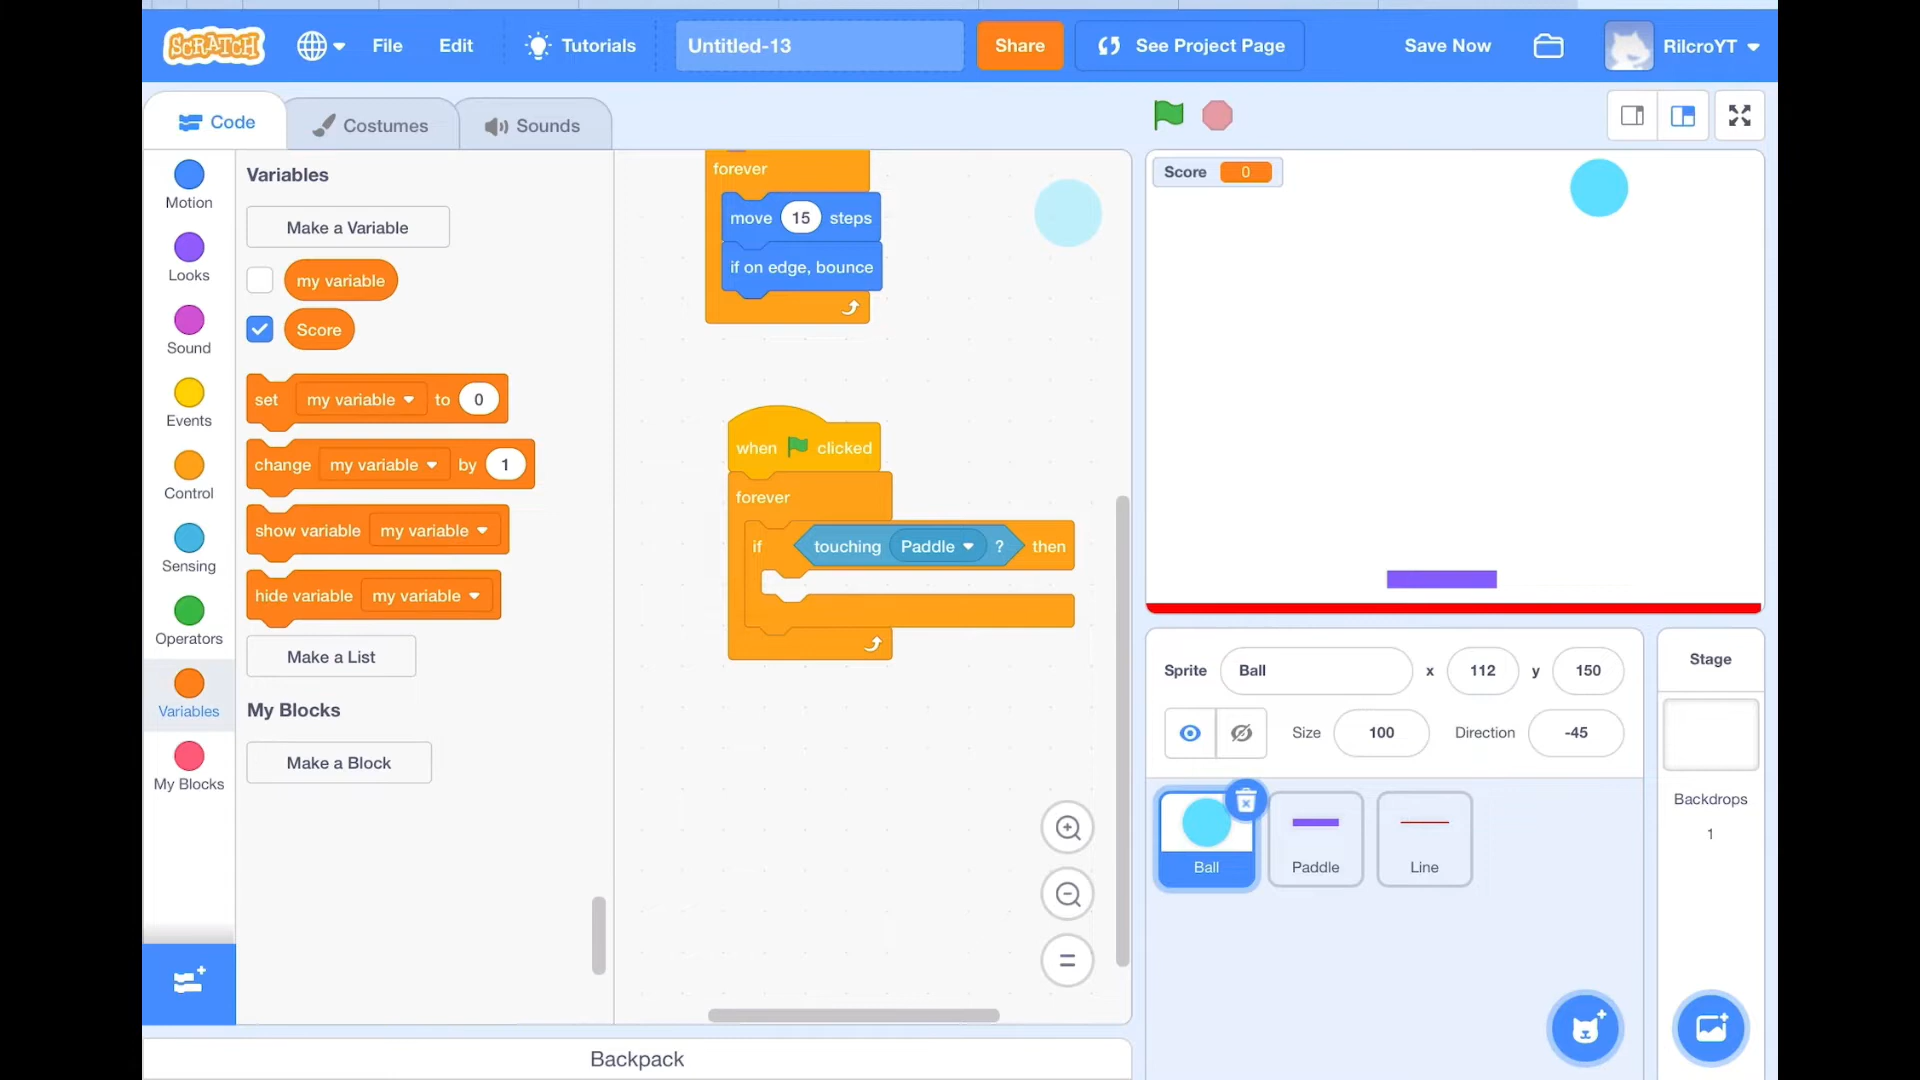 SCRATCH File Edit Tutorials Untitled-13 Share See Project Page Save Now RilcroYT
Code Costumes Sounds
Motion
Looks
Sound
Events
Control
Sensing
Operators
Variables
My Blocks
Variables
Make a Variable
my variable
Score
set my variable to 0
change my variable by 1
show variable my variable
hide variable my variable
Make a List
My Blocks
Make a Block
forever
move 15 steps
if on edge, bounce
when clicked
forever
if touching Paddle ? then
Backpack
Score 0
Sprite Ball x 112 y 150
Size 100 Direction -45
Ball
Paddle
Line
Stage
Backdrops
1